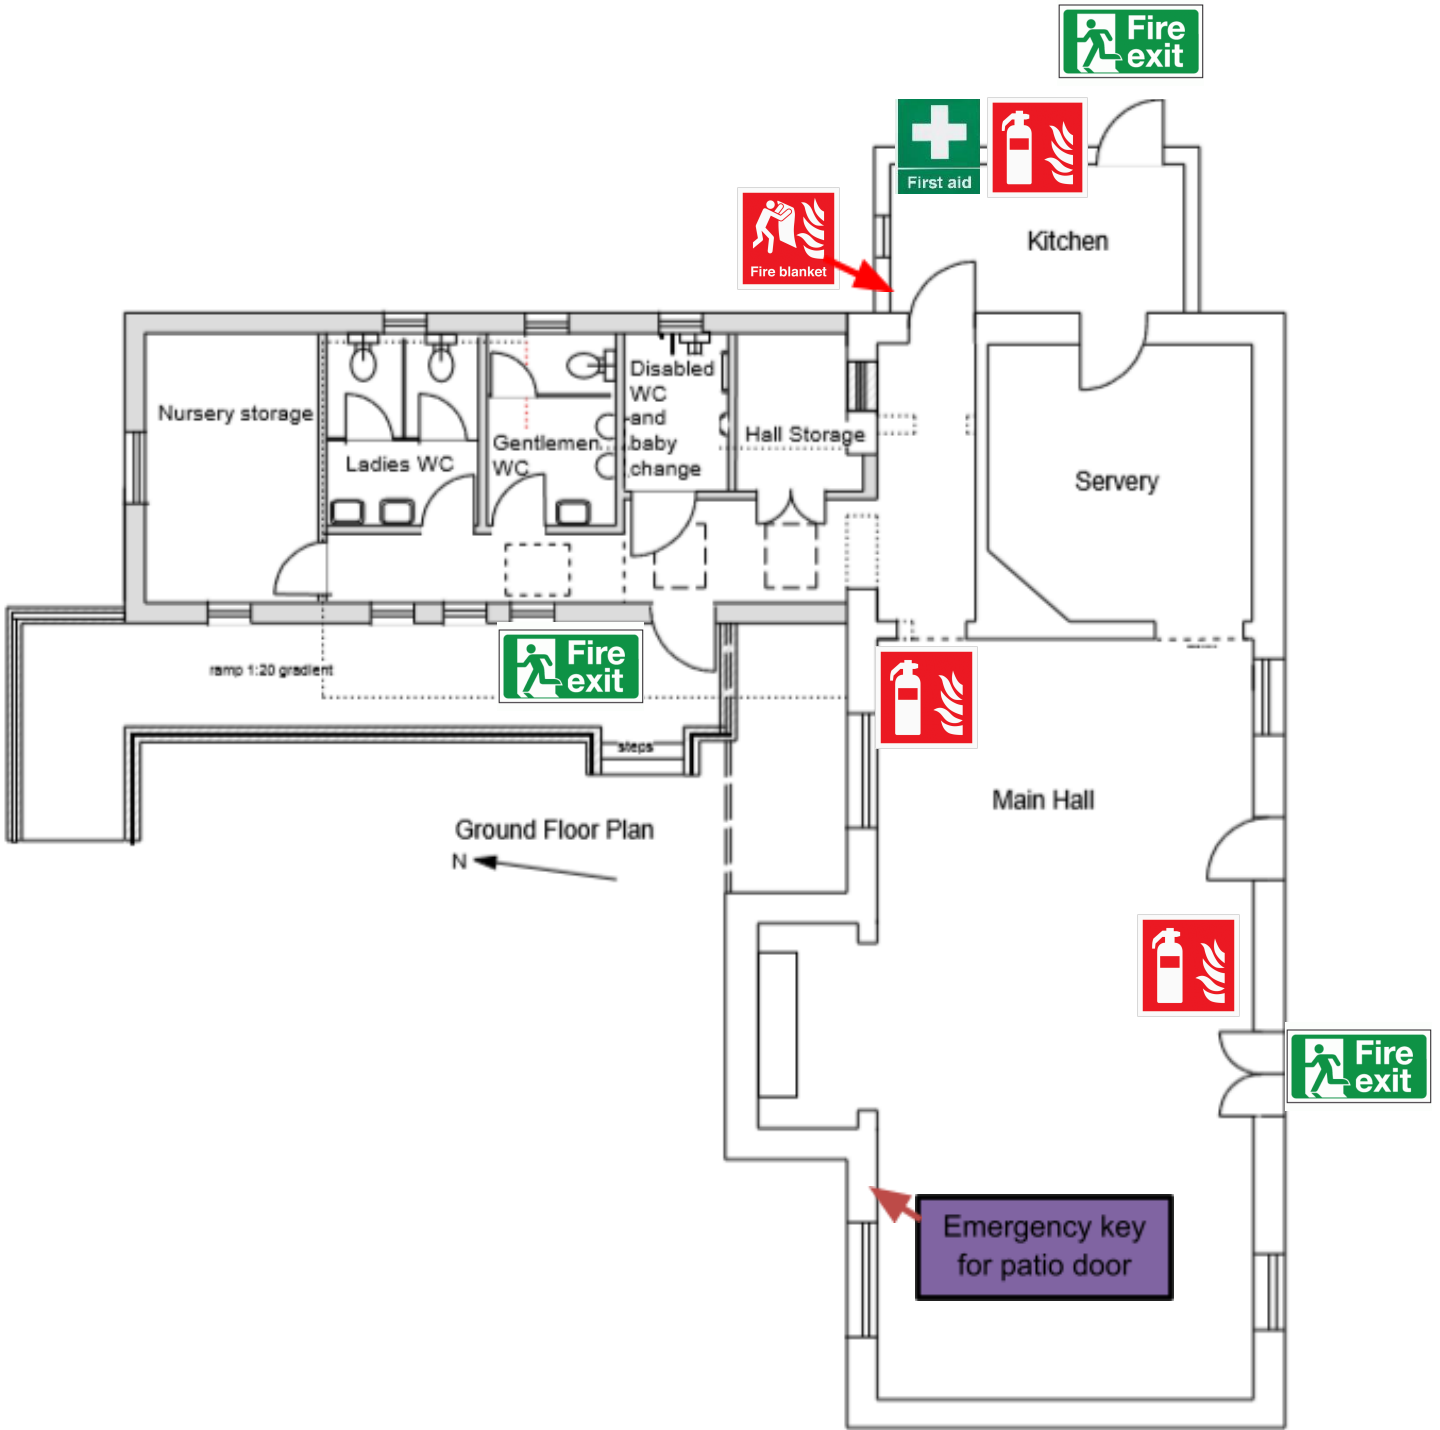 Fire
exit
First aid
Fire blanket
Kitchen
Nursery storage
Ladies WC
Gentlemen
WC
Disabled
WC
and
baby
change
Hall Storage
Servery
ramp 1:20 gradient
Fire
exit
steps
Main Hall
Ground Floor Plan
N
Fire
exit
Emergency key
for patio door